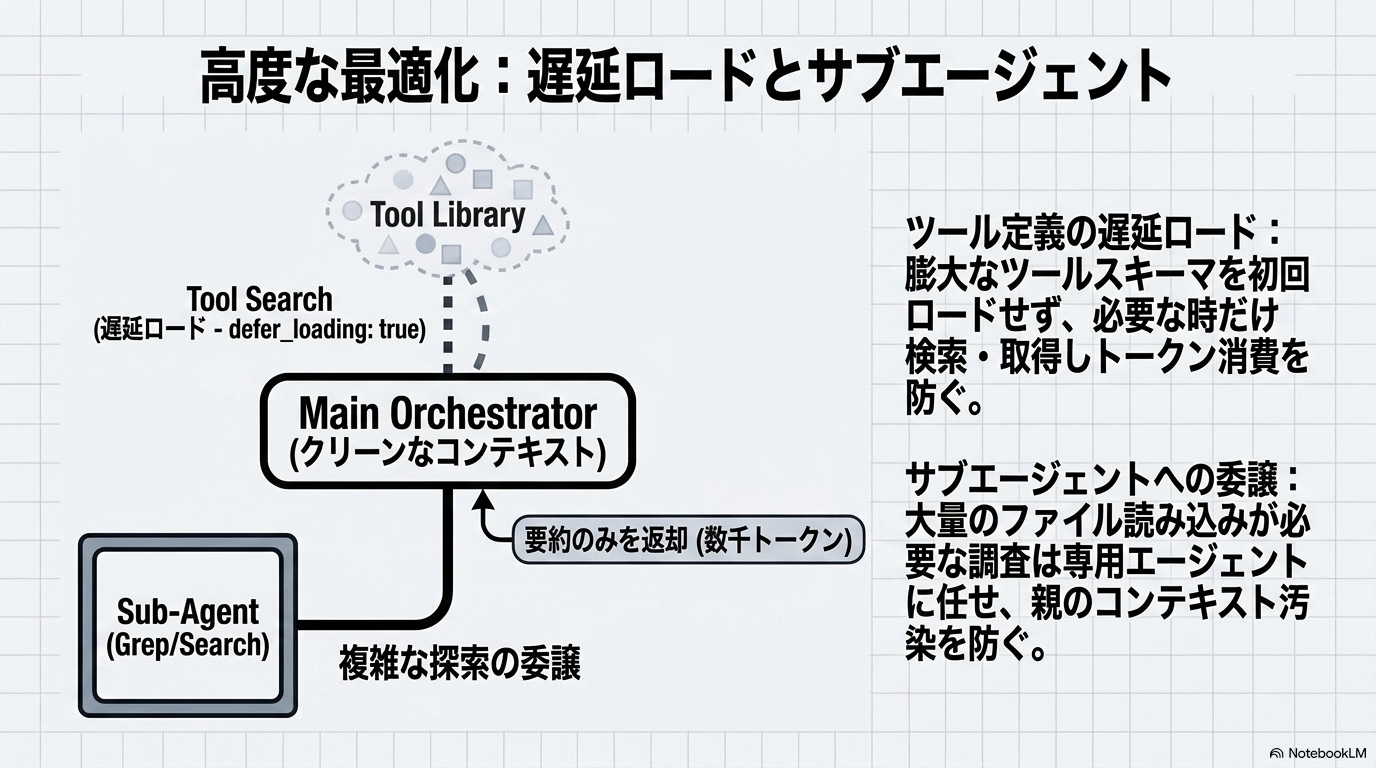 高度な最適化：遅延ロードとサブエージェント
Tool Library
Tool Search
(遅延ロード - defer_loading: true)
Main Orchestrator
(クリーンなコンテキスト)
要約のみを返却 (数千トークン)
Sub-Agent
(Grep/Search)
複雑な探索の委譲
ツール定義の遅延ロード：
膨大なツールスキーマを初回
ロードせず、必要な時だけ
検索・取得しトークン消費を
防ぐ。
サブエージェントへの委譲：
大量のファイル読み込みが必
要な調査は専用エージェント
に任せ、親のコンテキスト汚
染を防ぐ。
NotebookLM